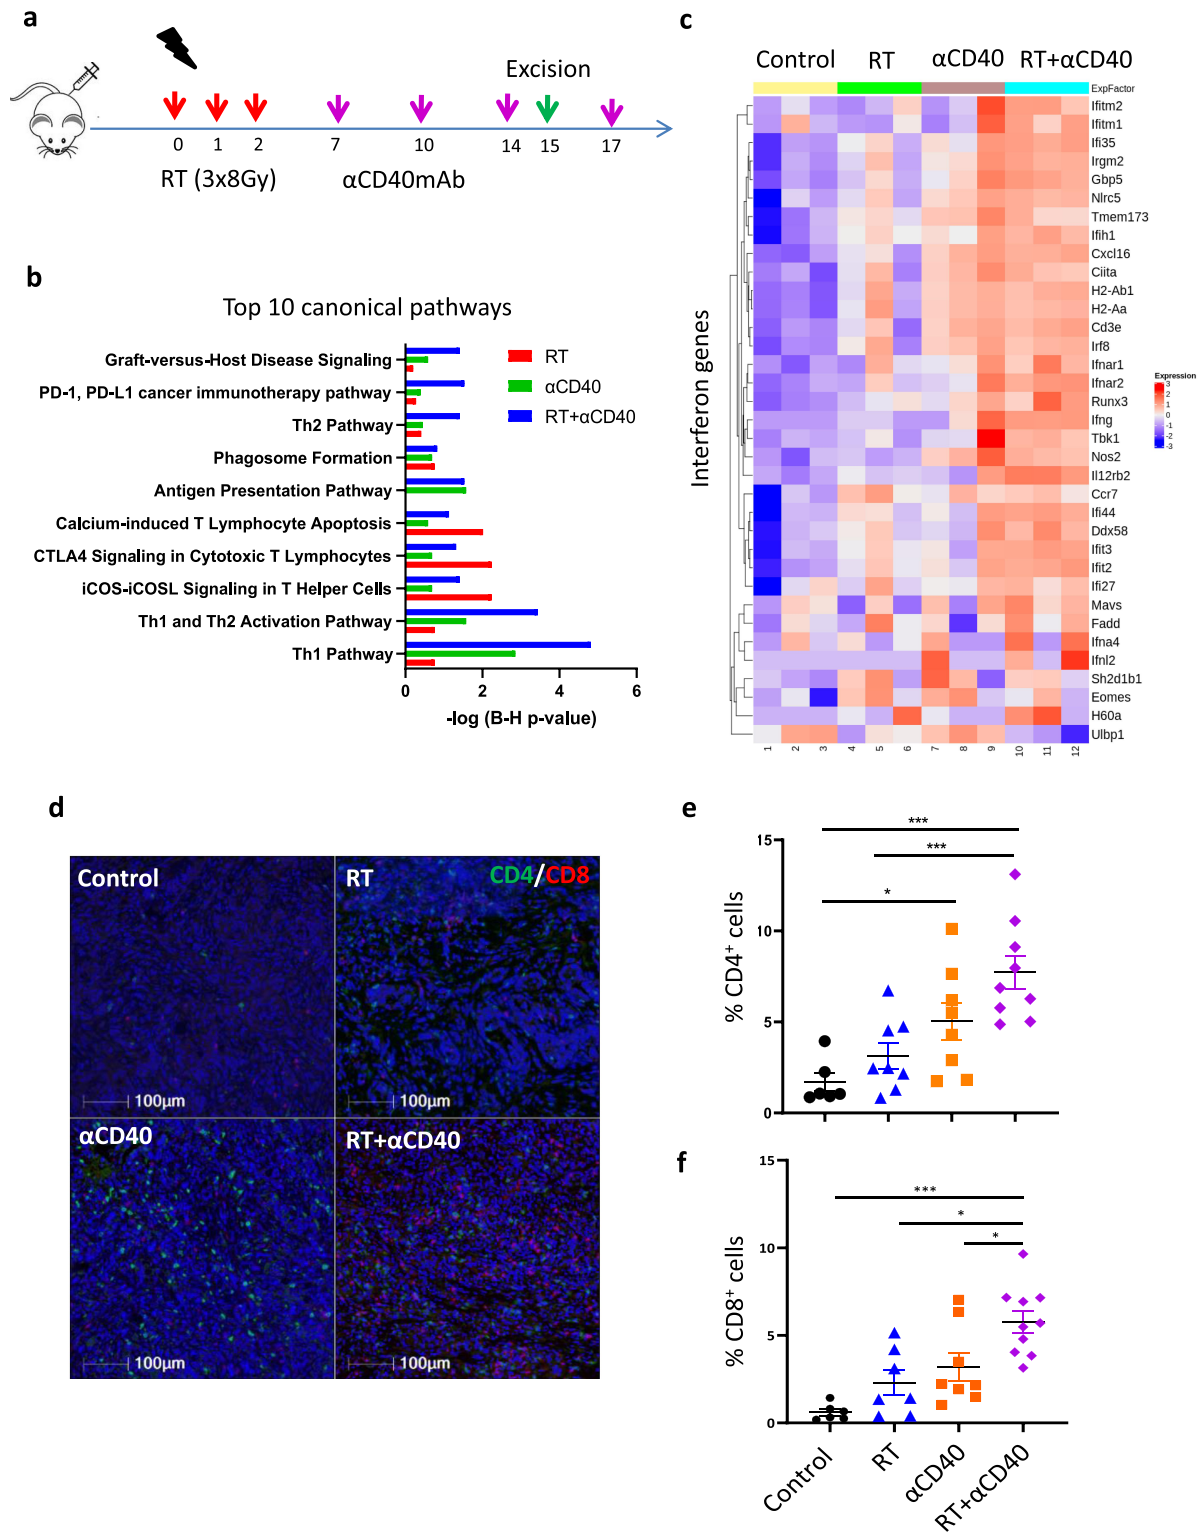 a
Excision
0 1 2 7 10 14 15 17
RT (3x8Gy) αCD40mAb
b
Top 10 canonical pathways
Graft-versus-Host Disease Signaling
PD-1, PD-L1 cancer immunotherapy pathway
Th2 Pathway
Phagosome Formation
Antigen Presentation Pathway
Calcium-induced T Lymphocyte Apoptosis
CTLA4 Signaling in Cytotoxic T Lymphocytes
iCOS-iCOSL Signaling in T Helper Cells
Th1 and Th2 Activation Pathway
Th1 Pathway
RT
αCD40
RT+αCD40
0 2 4 6
-log (B-H p-value)
c
Control RT αCD40 RT+αCD40
ExpFactor
Ifitm2
Ifitm1
Ifi35
Irgm2
Gbp5
Nlrc5
Tmem173
Ifih1
Cxcl16
Ciita
H2-Ab1
H2-Aa
Cd3e
Irf8
Ifnar1
Ifnar2
Runx3
Ifng
Tbk1
Nos2
Il12rb2
Ccr7
Ifi44
Ddx58
Ifit3
Ifit2
Ifi27
Mavs
Fadd
Ifna4
Ifnl2
Sh2d1b1
Eomes
H60a
Ulbp1
Interferon genes
1 2 3 4 5 6 7 8 9 10 11 12
Expression
3
2
1
0
-1
-2
-3
d
Control
RT
CD4/CD8
100μm
100μm
αCD40
RT+αCD40
100μm
100μm
e
% CD4+ cells
15
10
5
0
***
***
*
f
% CD8+ cells
15
10
5
0
***
*
*
Control RT αCD40 RT+αCD40